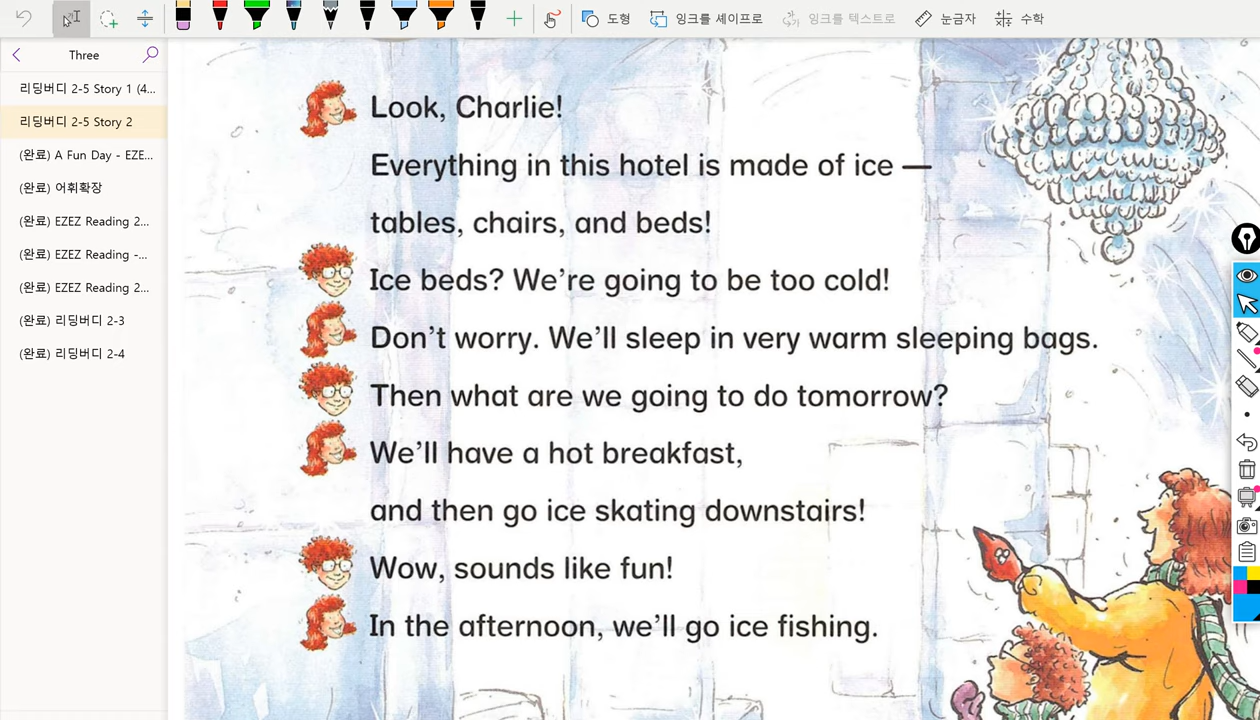 도형
잉크를 셰이프로
잉크를 텍스트로
눈금자
수학
Three
리딩버디 2-5 Story 1 (4...
리딩버디 2-5 Story 2
(완료) A Fun Day - EZE...
(완료) 어휘확장
(완료) EZEZ Reading 2...
(완료) EZEZ Reading -...
(완료) EZEZ Reading 2...
(완료) 리딩버디 2-3
(완료) 리딩버디 2-4
Look, Charlie!
Everything in this hotel is made of ice —
tables, chairs, and beds!
Ice beds? We’re going to be too cold!
Don’t worry. We’ll sleep in very warm sleeping bags.
Then what are we going to do tomorrow?
We’ll have a hot breakfast,
and then go ice skating downstairs!
Wow, sounds like fun!
In the afternoon, we’ll go ice fishing.